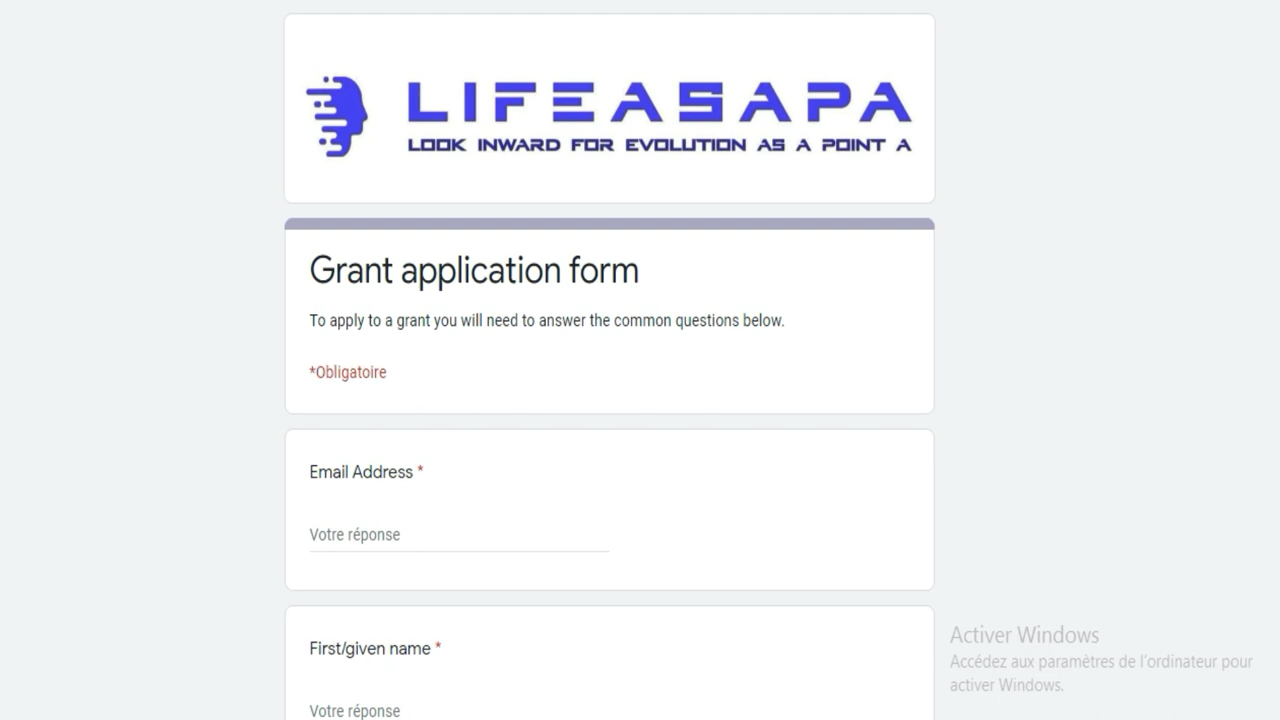 LIFEASAPA
LOOK INWARD FOR EVOLUTION AS A POINT A
Grant application form
To apply to a grant you will need to answer the common questions below.
*Obligatoire
Email Address *
Votre réponse
First/given name *
Votre réponse
Activer Windows
Accédez aux paramètres de l'ordinateur pour
activer Windows.